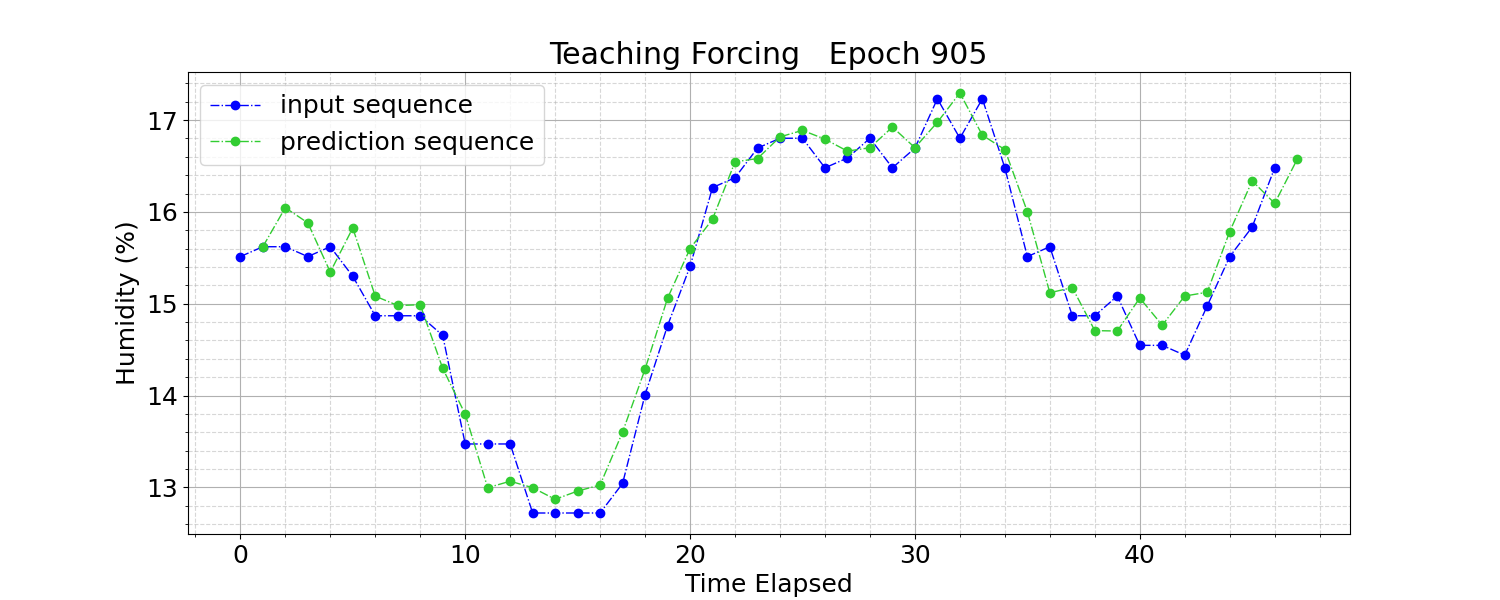 Teaching Forcing   Epoch 905
input sequence
prediction sequence
17
16
15
14
13
Humidity (%)
0 10 20 30 40
Time Elapsed